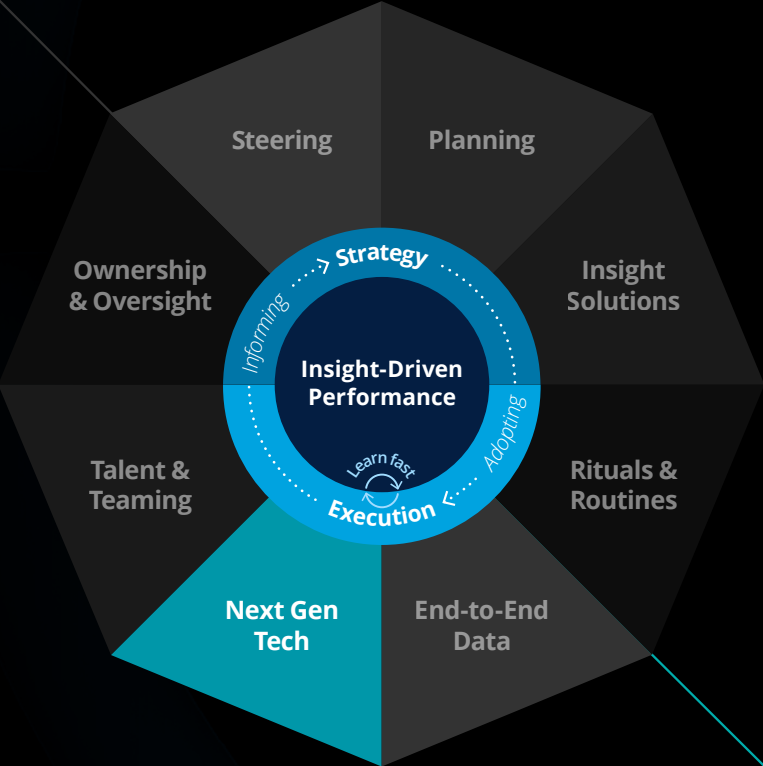 Steering
Planning
Ownership
& Oversight
Insight
Solutions
Strategy
Informing
Insight-Driven
Performance
Adopting
Learn fast
Execution
Talent &
Teaming
Rituals &
Routines
Next Gen
Tech
End-to-End
Data